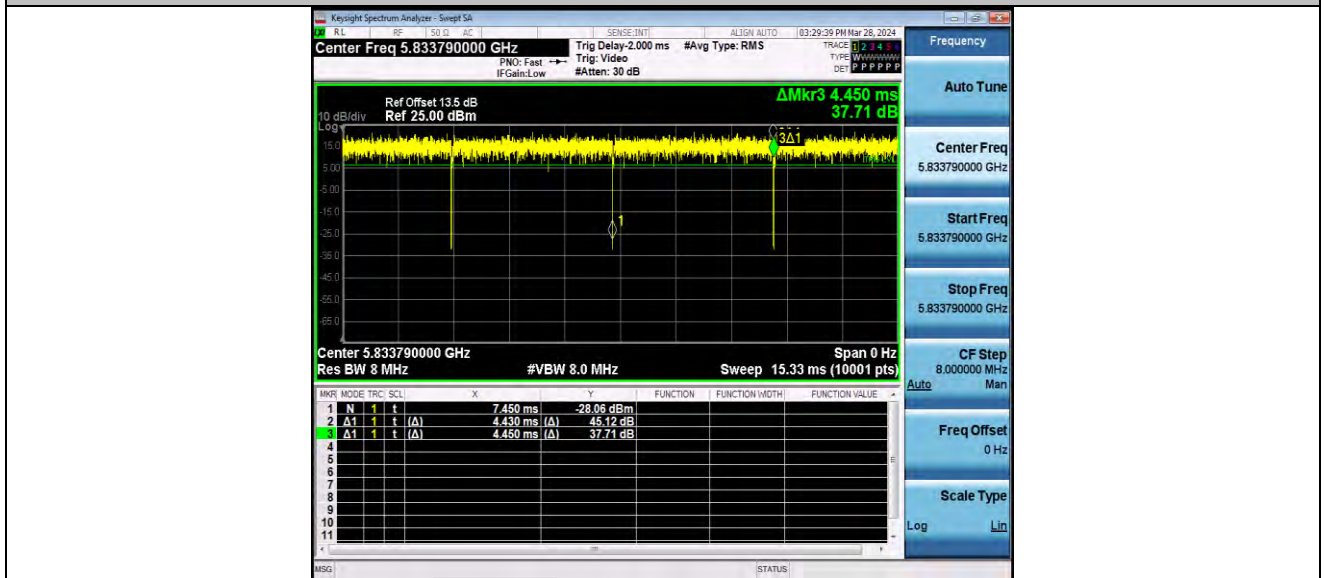 Keysight Spectrum Analyzer - Swept SA
RL RF 50 Ω AC SENSE:INT ALIGN AUTO 03:29:39 PM Mar 28, 2024
Center Freq 5.833790000 GHz
PNO: Fast
IFGain:Low
Trig Delay-2.000 ms
Trig: Video
#Atten: 30 dB
#Avg Type: RMS
TRACE 1 2 3 4 5 6
TYPE
DET P P P P P P
ΔMkr3 4.450 ms
37.71 dB
Ref Offset 13.5 dB
10 dB/div Ref 25.00 dBm
Log
15.0
5.00
-5.00
-15.0
-25.0
-35.0
-45.0
-55.0
-65.0
3Δ1
1
Center 5.833790000 GHz Span 0 Hz
Res BW 8 MHz #VBW 8.0 MHz Sweep 15.33 ms (10001 pts)
MKR MODE TRC SCL X Y FUNCTION FUNCTION WIDTH FUNCTION VALUE
1 N 1 t 7.450 ms -28.06 dBm
2 Δ1 1 t (Δ) 4.430 ms (Δ) 45.12 dB
3 Δ1 1 t (Δ) 4.450 ms (Δ) 37.71 dB
4
5
6
7
8
9
10
11
MSG STATUS
Frequency
Auto Tune
Center Freq
5.833790000 GHz
Start Freq
5.833790000 GHz
Stop Freq
5.833790000 GHz
CF Step
8.000000 MHz
Auto Man
Freq Offset
0 Hz
Scale Type
Log Lin